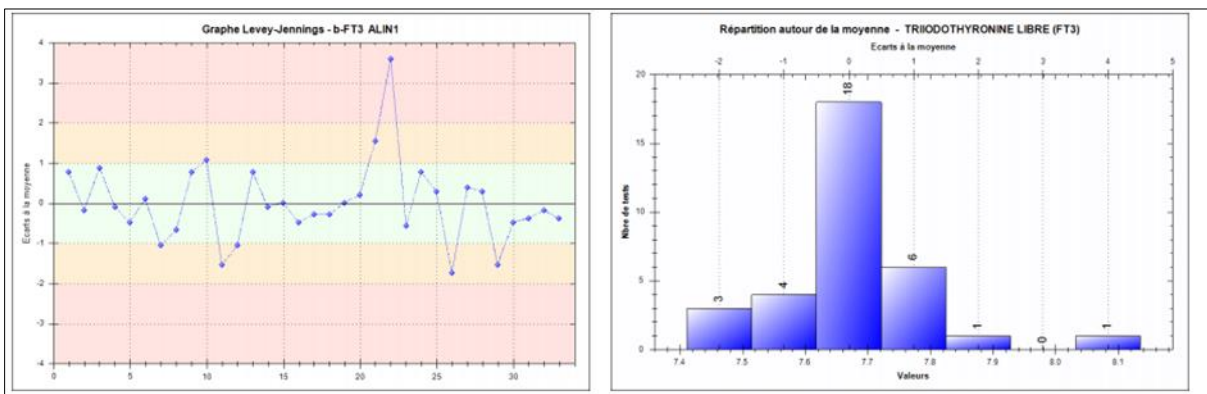 Graphe Levey-Jennings - b-FT3 ALIN1
Ecarts à la moyenne
4
3
2
1
0
-1
-2
-3
-4
0 5 10 15 20 25 30
Répartition autour de la moyenne - TRIIODOTHYRONINE LIBRE (FT3)
Ecarts à la moyenne
-2 -1 0 1 2 3 4 5
Nbre de tests
20
15
10
5
0
3 4 18 6 1 0 1
7.4 7.5 7.6 7.7 7.8 7.9 8.0 8.1
Valeurs